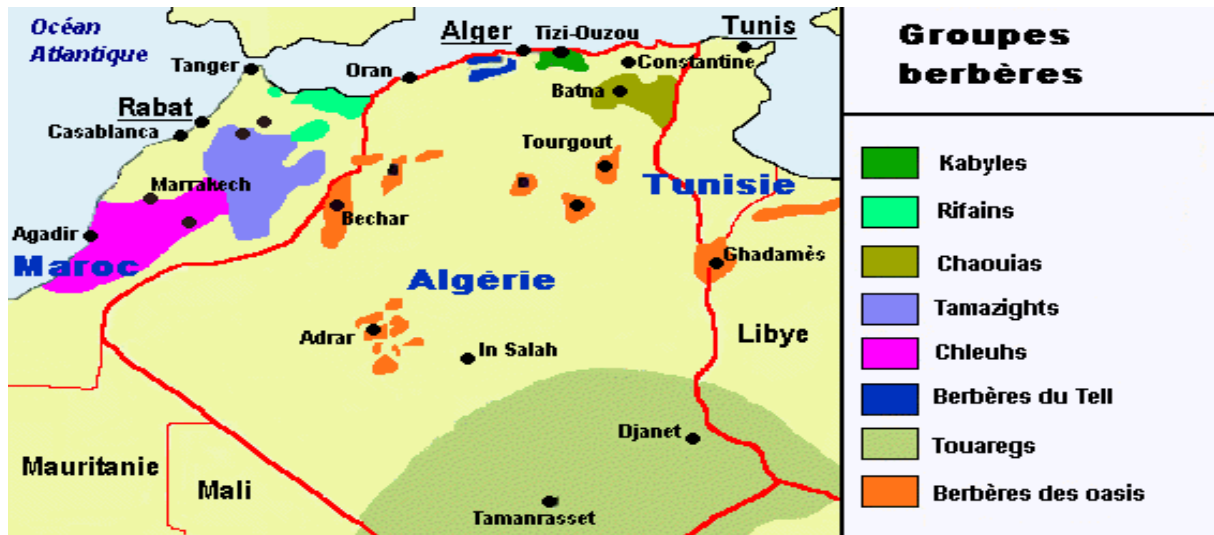 Océan
Atlantique
Tanger
Rabat
Casablanca
Marrakech
Agadir
Maroc
Oran
Alger
Tizi-Ouzou
Constantine
Batna
Tunis
Tourgout
Tunisie
Bechar
Ghadamès
Algérie
Adrar
In Salah
Libye
Djanet
Tamanrasset
Mauritanie
Mali
Groupes
berbères
Kabyles
Rifains
Chaouias
Tamazights
Chleuhs
Berbères du Tell
Touaregs
Berbères des oasis